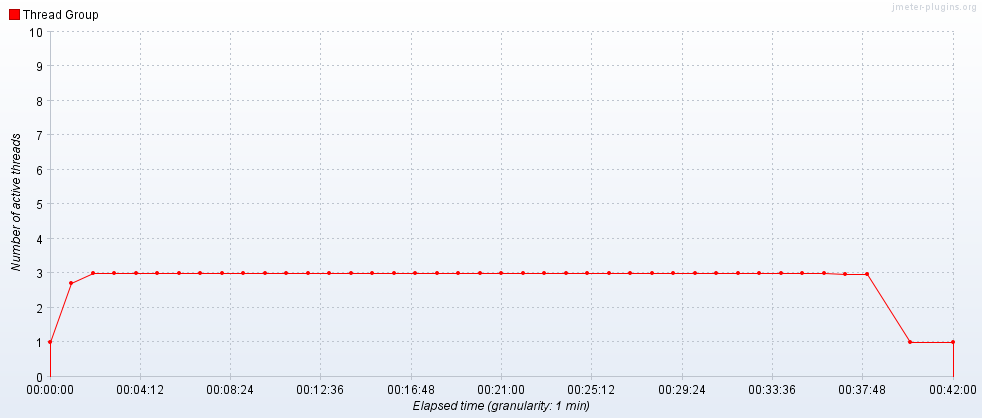 jmeter-plugins.org
Thread Group
10
9
8
7
6
5
4
3
2
1
0
Number of active threads
00:00:00 00:04:12 00:08:24 00:12:36 00:16:48 00:21:00 00:25:12 00:29:24 00:33:36 00:37:48 00:42:00
Elapsed time (granularity: 1 min)